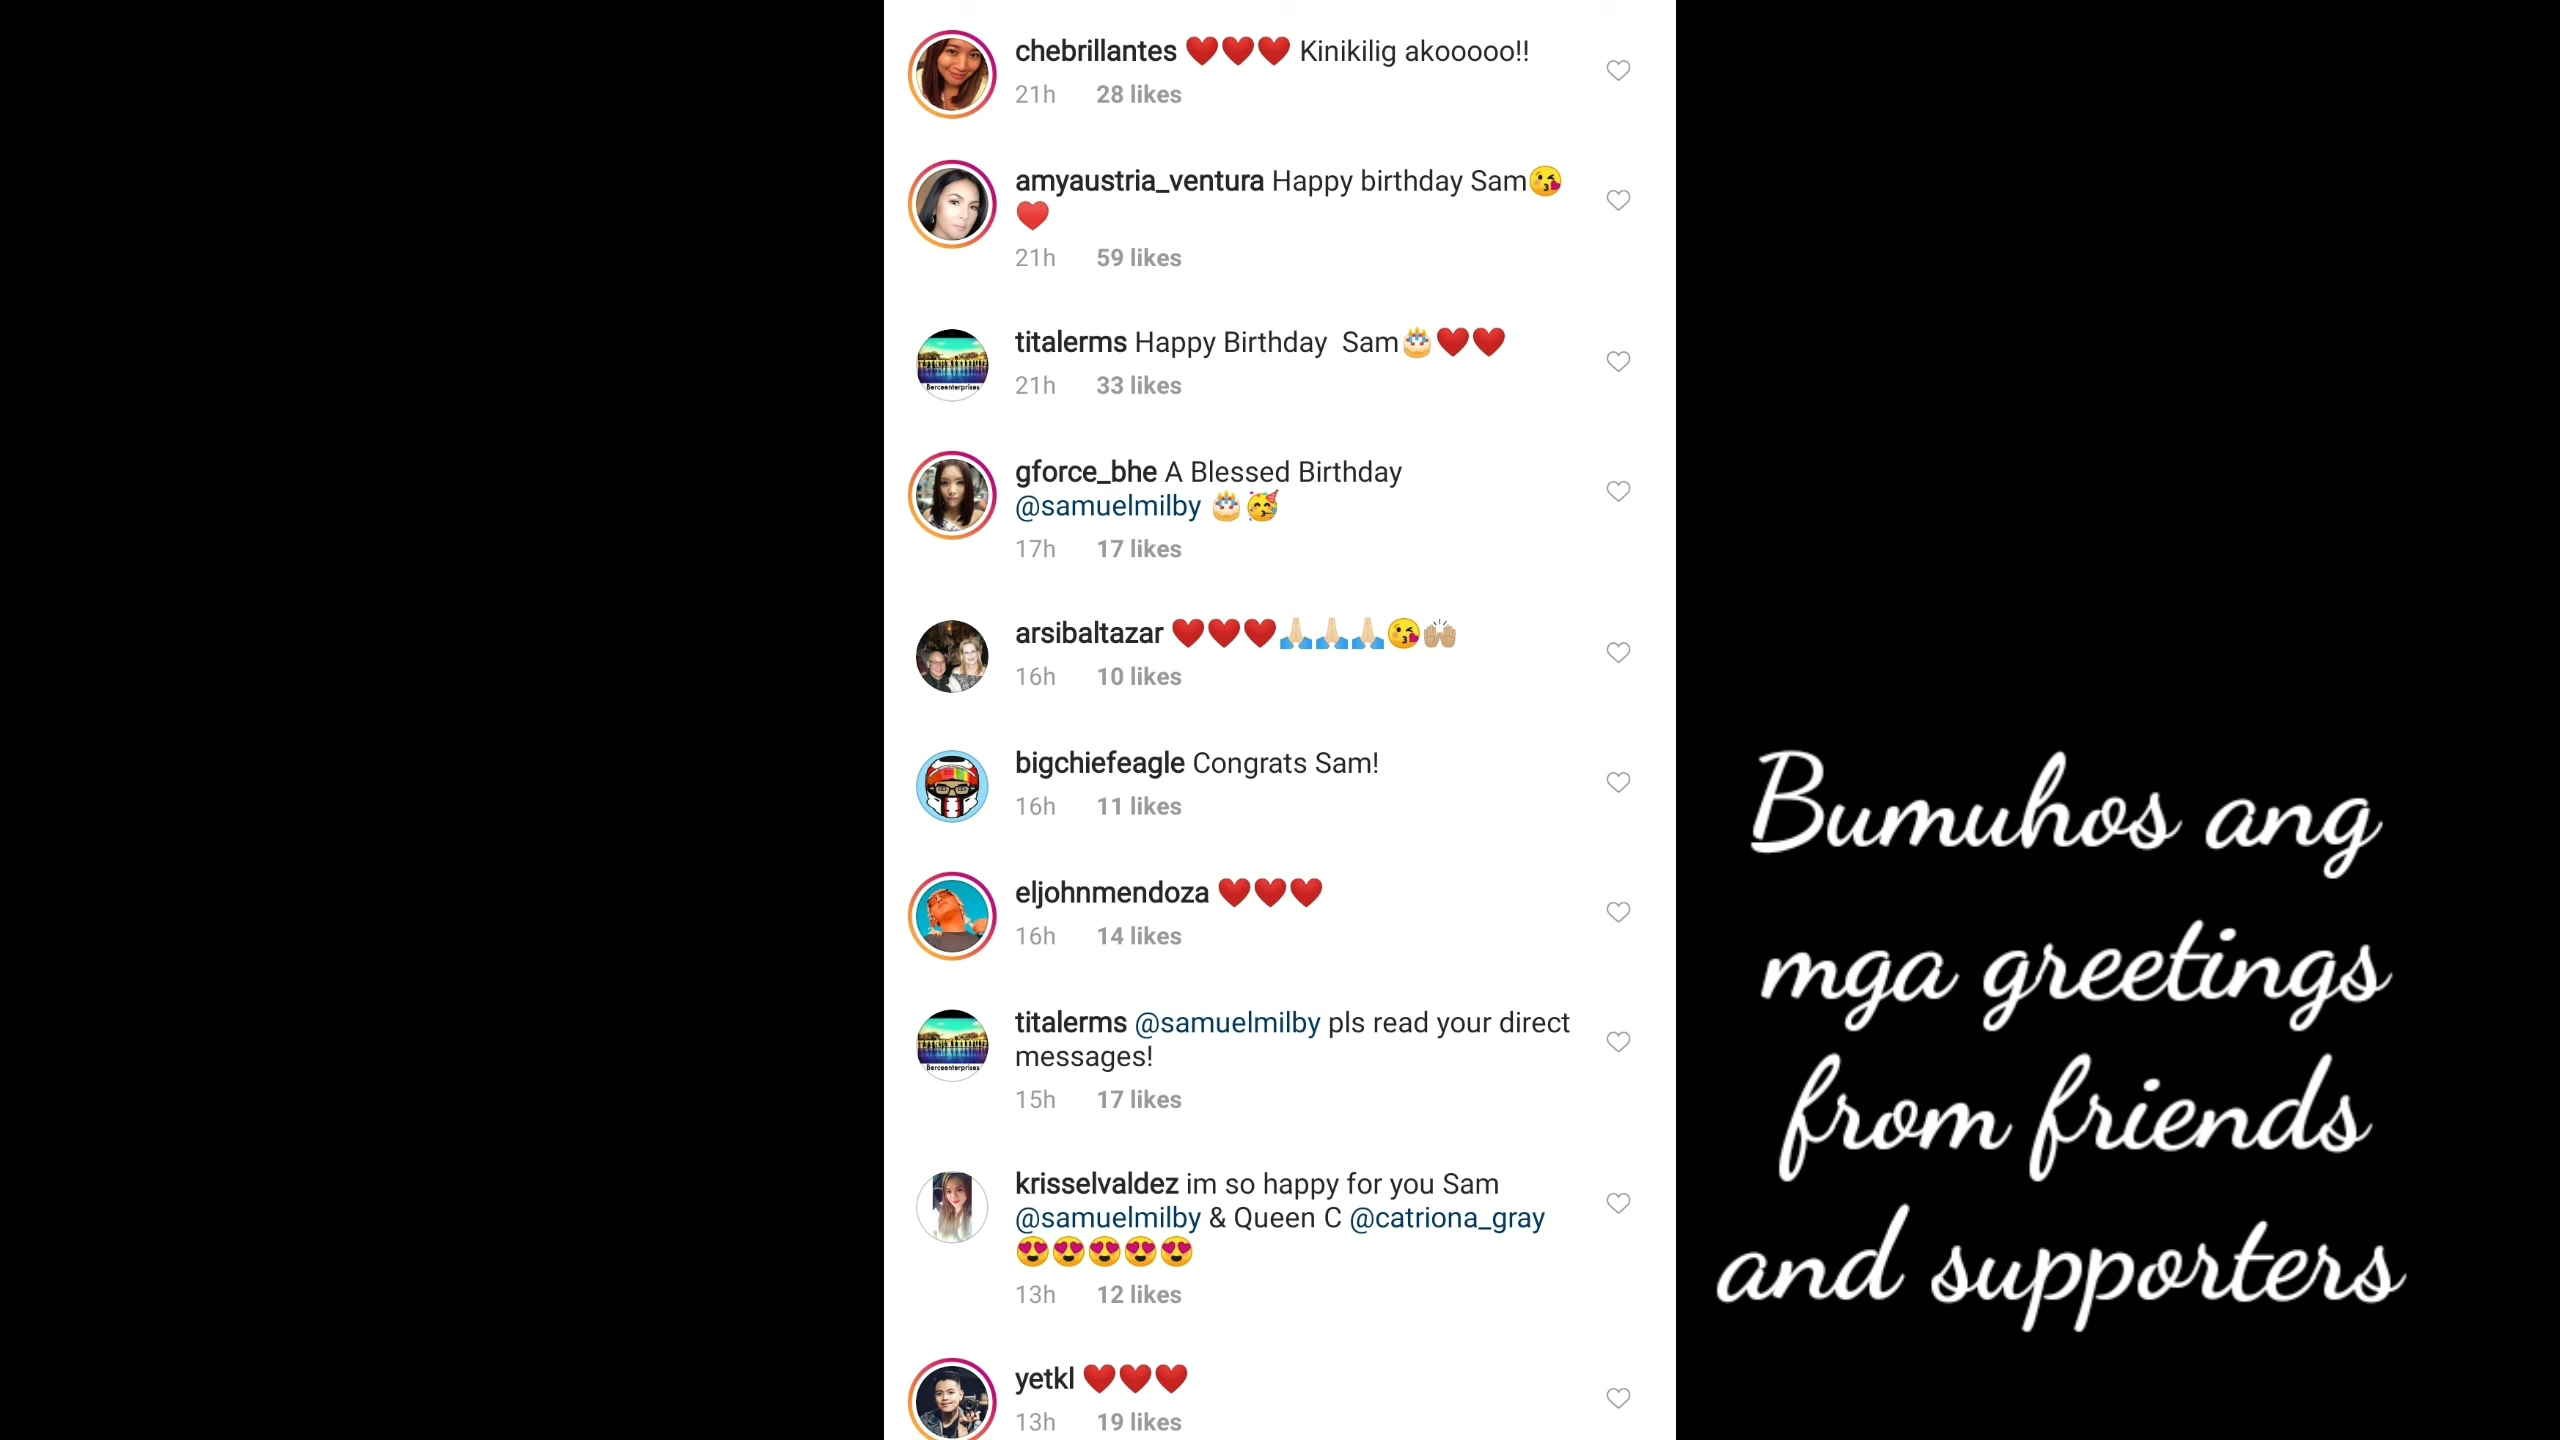 chebrillantes ❤️❤️❤️ Kinikilig akooooo!!
21h 28 likes
amyaustria_ventura Happy birthday Sam😘
❤️
21h 59 likes
titalerms Happy Birthday  Sam🎂❤️❤️
Berceenterprises
21h 33 likes
gforce_bhe A Blessed Birthday
@samuelmilby 🎂🥳
17h 17 likes
arsibaltazar ❤️❤️❤️🙏🏼🙏🏼🙏🏼😘🙌🏼
16h 10 likes
bigchiefeagle Congrats Sam!
16h 11 likes
eljohnmendoza ❤️❤️❤️
16h 14 likes
titalerms @samuelmilby pls read your direct
messages!
Berceenterprises
15h 17 likes
krisselvaldez im so happy for you Sam
@samuelmilby & Queen C @catriona_gray
😍😍😍😍😍
13h 12 likes
yetkl ❤️❤️❤️
13h 19 likes
Bumuhos ang
mga greetings
from friends
and supporters